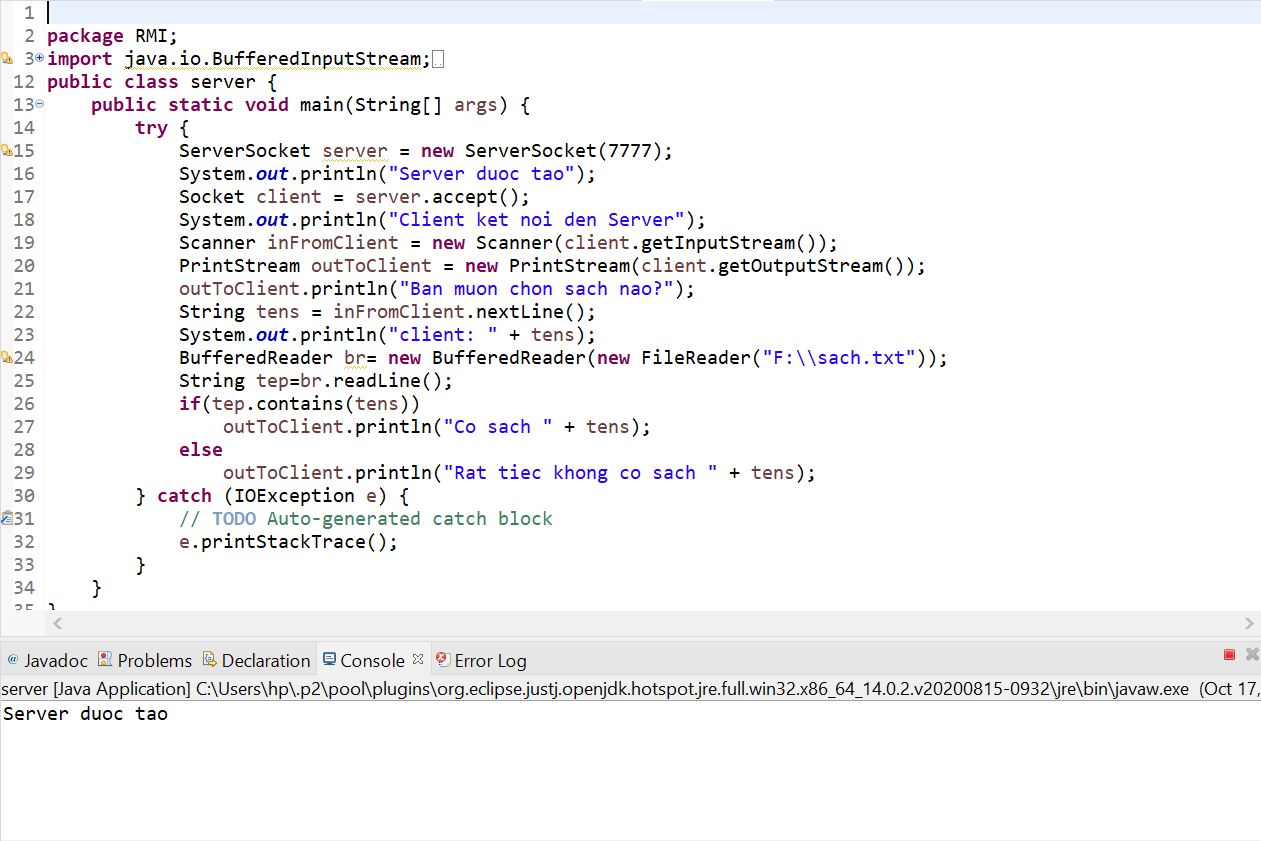 1
2 package RMI;
3 import java.io.BufferedInputStream;
12 public class server {
13 public static void main(String[] args) {
14 try {
15 ServerSocket server = new ServerSocket(7777);
16 System.out.println("Server duoc tao");
17 Socket client = server.accept();
18 System.out.println("Client ket noi den Server");
19 Scanner inFromClient = new Scanner(client.getInputStream());
20 PrintStream outToClient = new PrintStream(client.getOutputStream());
21 outToClient.println("Ban muon chon sach nao?");
22 String tens = inFromClient.nextLine();
23 System.out.println("client: " + tens);
24 BufferedReader br= new BufferedReader(new FileReader("F:\\sach.txt"));
25 String tep=br.readLine();
26 if(tep.contains(tens))
27 outToClient.println("Co sach " + tens);
28 else
29 outToClient.println("Rat tiec khong co sach " + tens);
30 } catch (IOException e) {
31 // TODO Auto-generated catch block
32 e.printStackTrace();
33 }
34 }
35 }
@ Javadoc Problems Declaration Console Error Log
server [Java Application] C:\Users\hp\.p2\pool\plugins\org.eclipse.justj.openjdk.hotspot.jre.full.win32.x86_64_14.0.2.v20200815-0932\jre\bin\javaw.exe (Oct 17,
Server duoc tao